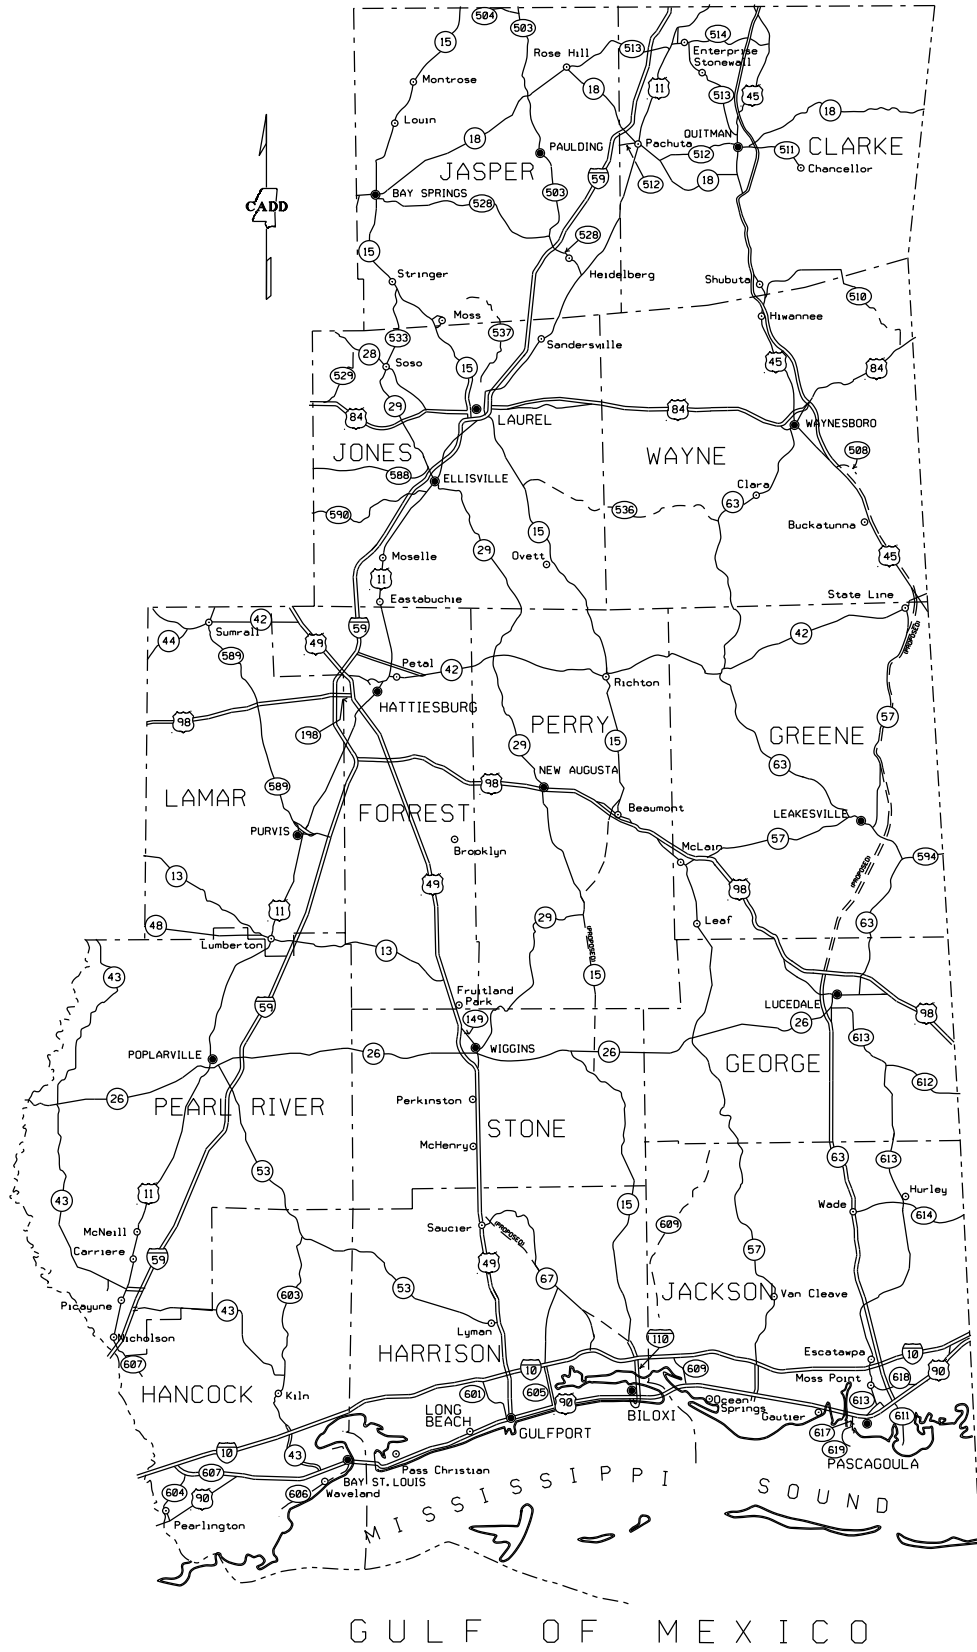 504
503
15
Rose Hill
513
514
Enterprise
Stonewall
Montrose
18
11
513
45
18
Louin
18
QUITMAN
PAULDING
Pachuta
512
511
CLARKE
JASPER
Chancellor
59
512
18
CADD
BAY SPRINGS
528
503
15
528
Stringer
Heidelberg
Shubuta
510
Moss
Hiwannee
533
537
Sandersville
28
Soso
15
45
84
529
29
84
LAUREL
84
WAYNESBORO
JONES
WAYNE
508
588
ELLISVILLE
Clara
63
590
536
Buckatunna
15
29
Moselle
Ovett
45
11
Eastabuchie
State Line
42
Sumrall
44
49
59
42
(PROPOSED)
589
Petal
42
Richton
98
HATTIESBURG
57
198
PERRY
GREENE
29
15
63
589
98
NEW AUGUSTA
LAMAR
FORREST
Beaumont
LEAKESVILLE
PURVIS
57
McLain
Brooklyn
594
13
49
98
(PROPOSED)
11
48
29
Leaf
63
Lumberton
(PROPOSED)
13
43
15
Fruitland
Park
59
LUCEDALE
98
149
26
613
POPLARVILLE
26
WIGGINS
26
GEORGE
612
26
PEARL RIVER
Perkinston
STONE
McHenry
63
613
53
11
43
15
Hurley
Wade
614
McNeill
Saucier
(PROPOSED)
609
Carriere
59
49
57
67
603
53
JACKSON
Van Cleave
Picayune
43
Lyman
Nicholson
110
607
HARRISON
Escatawpa
10
10
609
90
HANCOCK
Moss Point
618
Kiln
601
605
90
613
LONG
BEACH
BILOXI
Ocean
Springs
Gautier
611
GULFPORT
617
10
43
619
607
Pass Christian
PASCAGOULA
604
BAY ST. LOUIS
90
606
Waveland
Pearlington
MISSISSIPPI SOUND
GULF OF MEXICO